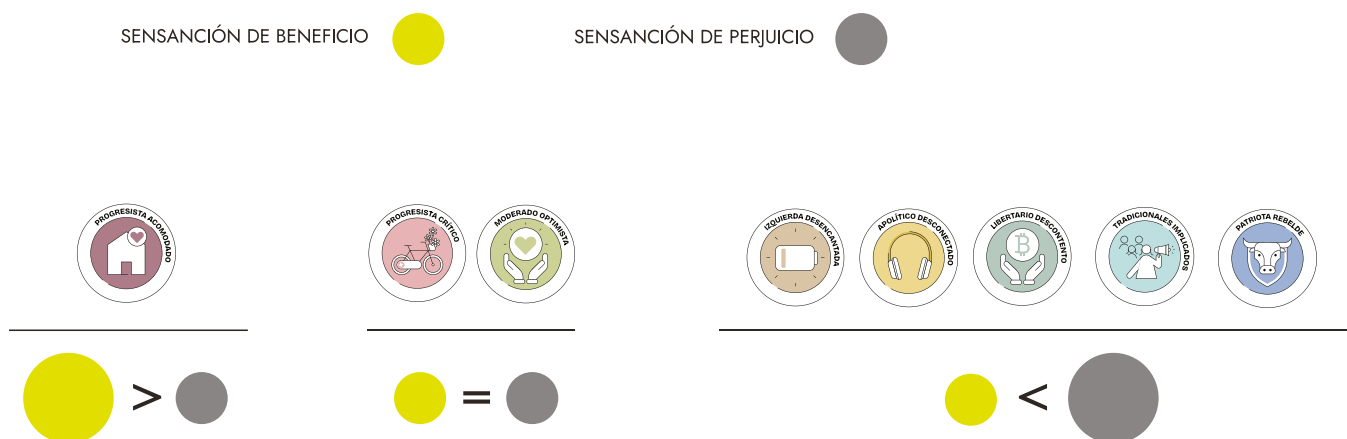 SENSANCIÓN DE BENEFICIO
SENSANCIÓN DE PERJUICIO
PROGRESISTA ACOMODADO
PROGRESISTA CRÍTICO
MODERADO OPTIMISTA
IZQUIERDA DESENCANTADA
APOLÍTICO DESCONECTADO
LIBERTARIO DESCONTENTO
TRADICIONALES IMPLICADOS
PATRIOTA REBELDE
>
=
<